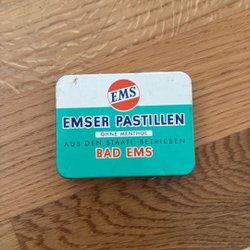 EMS
EMSER PASTILLEN
OHNE MENTHOL
AUS DEN STAATL. BETRIEBEN
BAD EMS